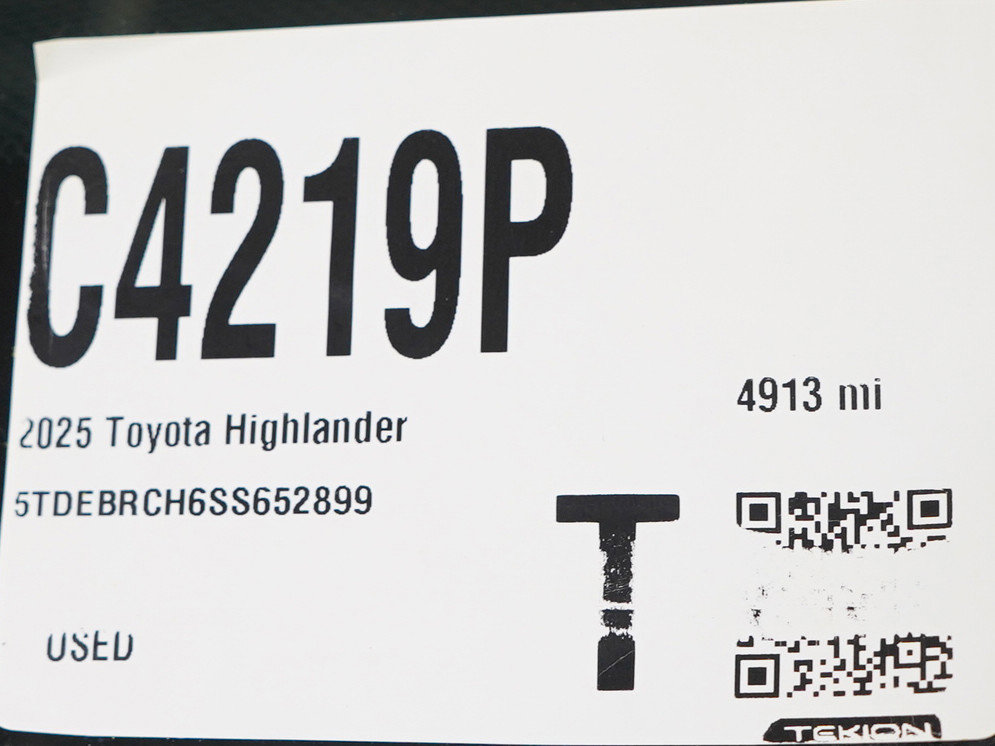 C4219P
2025 Toyota Highlander
4913 mi
5TDEBRCH6SS652899
T
USED
TEKION